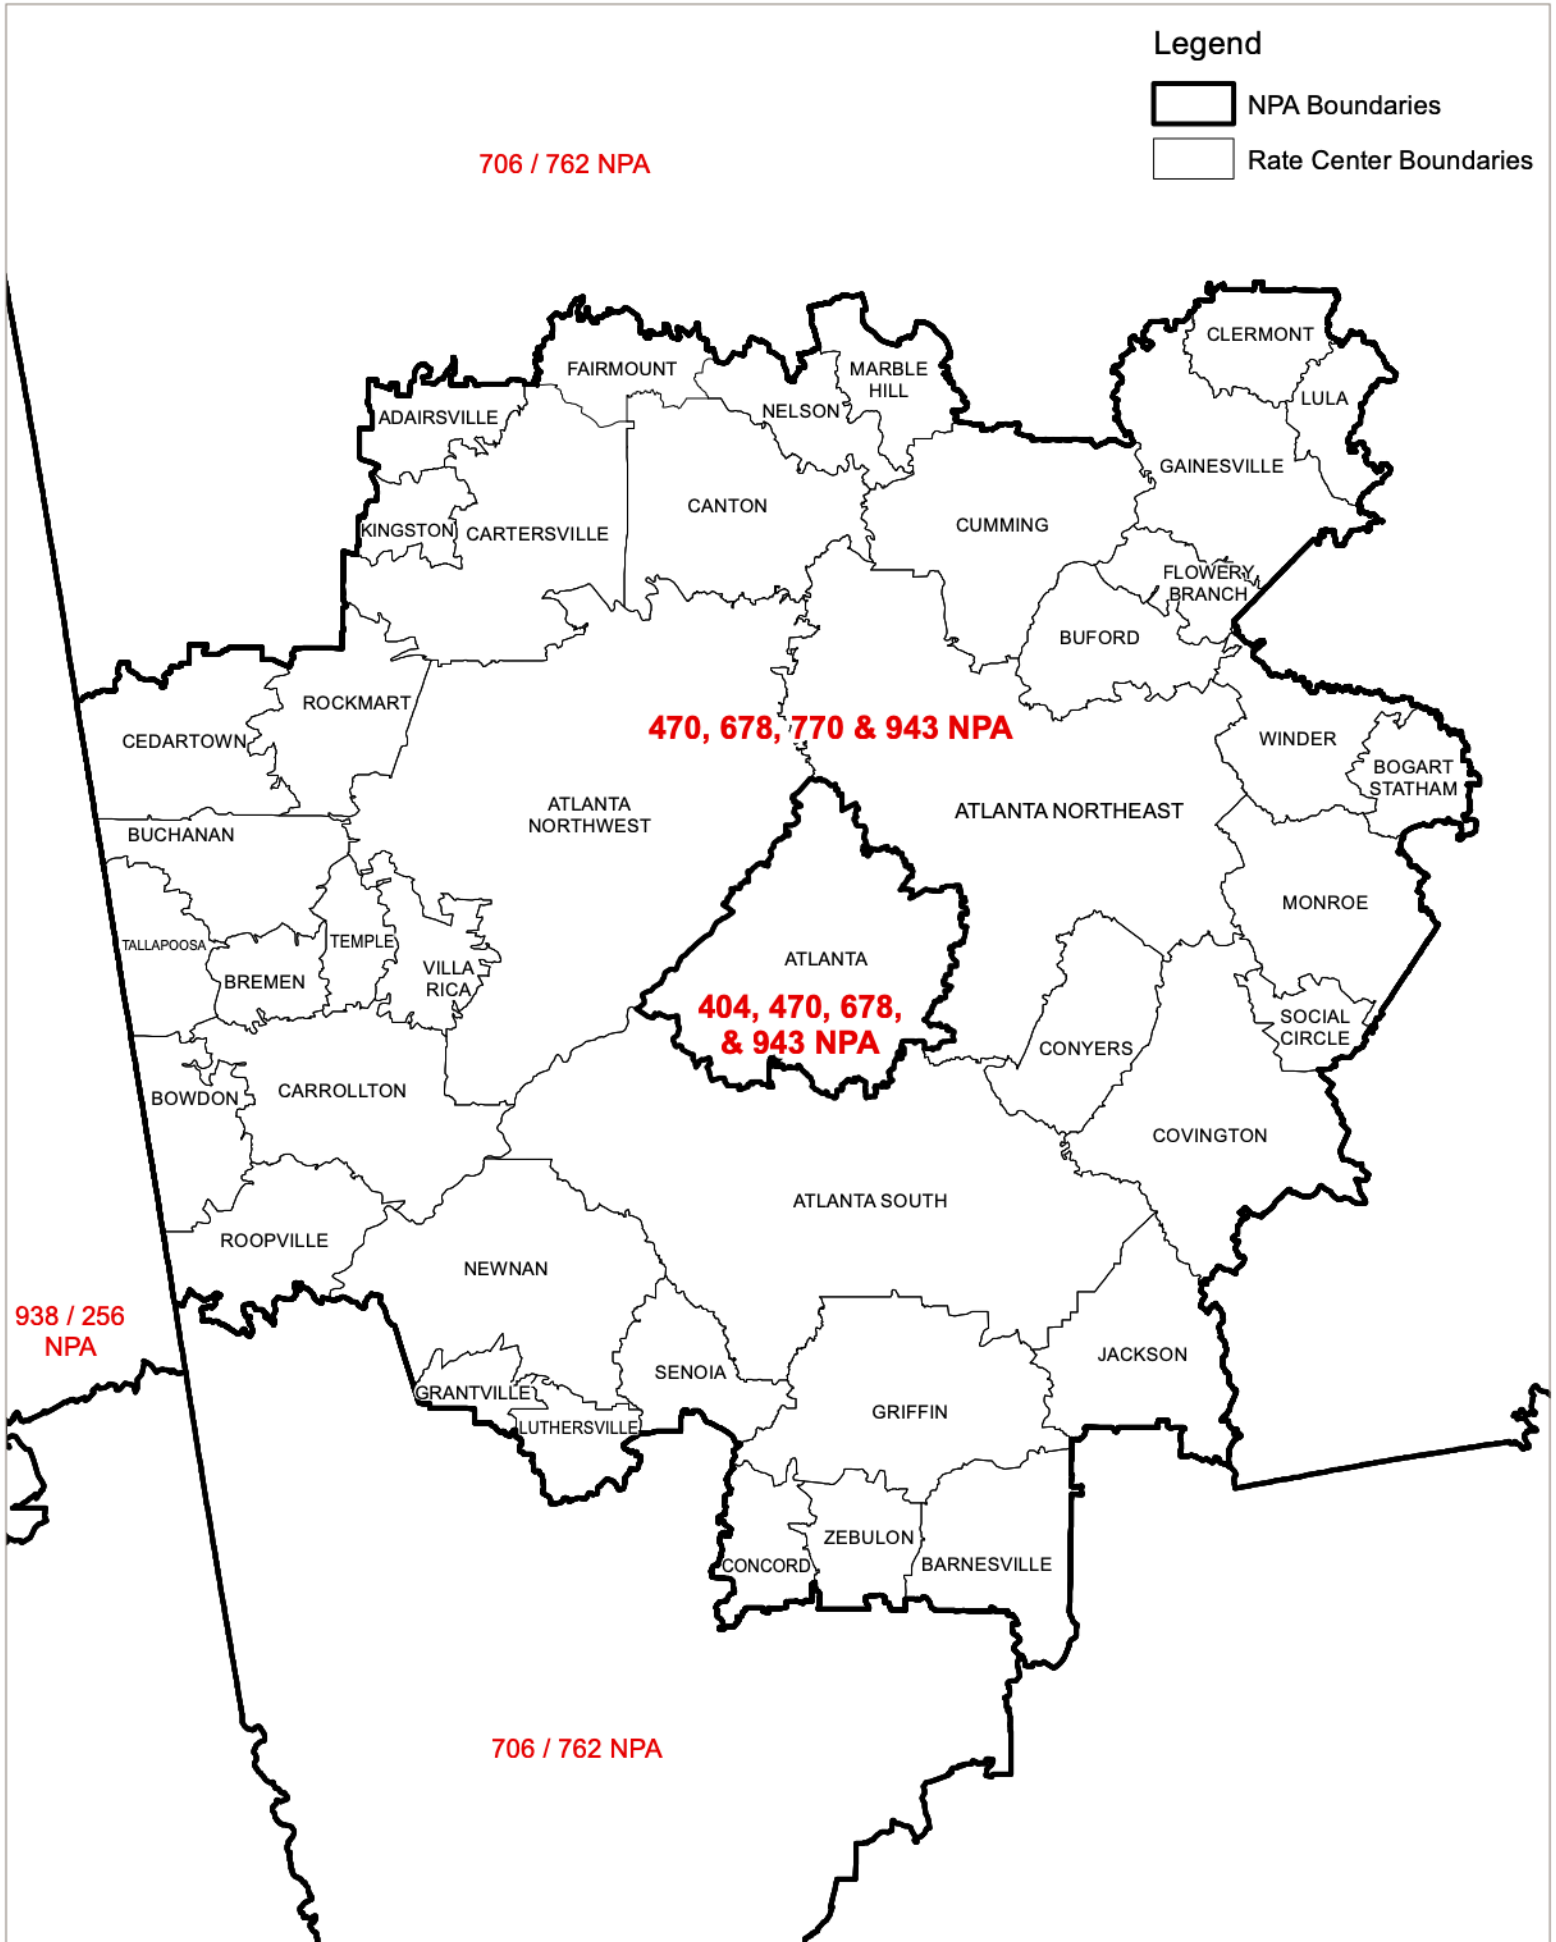 Legend
NPA Boundaries
Rate Center Boundaries
706 / 762 NPA
CLERMONT
FAIRMOUNT
MARBLE
HILL
LULA
NELSON
ADAIRSVILLE
GAINESVILLE
CANTON
CUMMING
KINGSTON
CARTERSVILLE
FLOWERY
BRANCH
BUFORD
ROCKMART
470, 678, 770 & 943 NPA
CEDARTOWN
WINDER
BOGART
STATHAM
ATLANTA
NORTHWEST
ATLANTA NORTHEAST
BUCHANAN
MONROE
TALLAPOOSA
TEMPLE
ATLANTA
BREMEN
VILLA
RICA
404, 470, 678,
& 943 NPA
SOCIAL
CIRCLE
CONYERS
BOWDON
CARROLLTON
COVINGTON
ATLANTA SOUTH
ROOPVILLE
NEWNAN
938 / 256
NPA
JACKSON
SENOIA
GRANTVILLE
GRIFFIN
LUTHERSVILLE
ZEBULON
CONCORD
BARNESVILLE
706 / 762 NPA